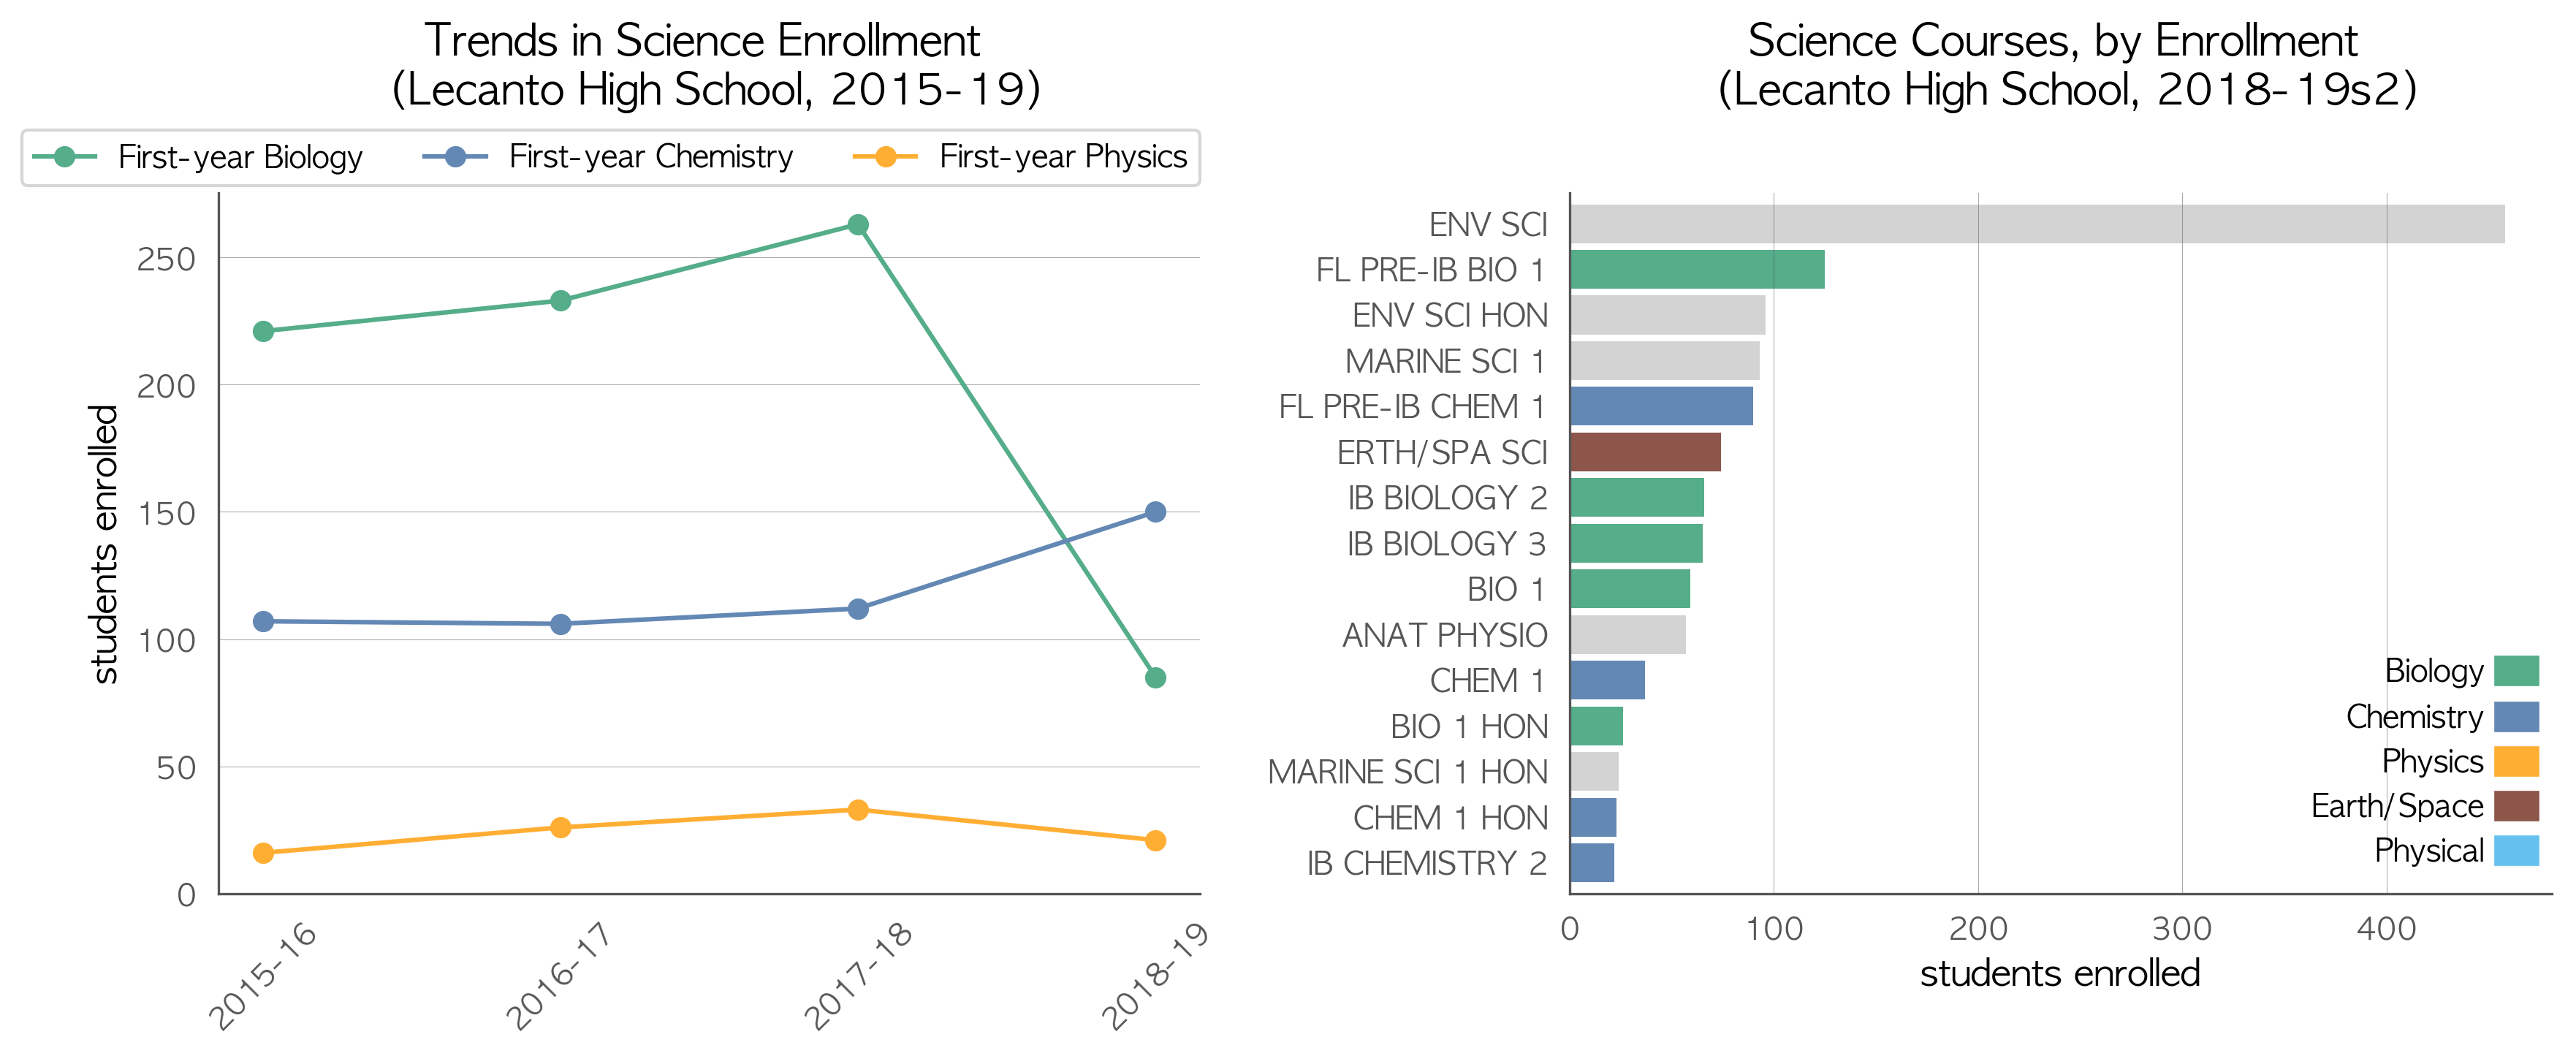 Trends in Science Enrollment
(Lecanto High School, 2015-19)
First-year Biology
First-year Chemistry
First-year Physics
students enrolled
250
200
150
100
50
0
2015-16
2016-17
2017-18
2018-19
Science Courses, by Enrollment
(Lecanto High School, 2018-19s2)
ENV SCI
FL PRE-IB BIO 1
ENV SCI HON
MARINE SCI 1
FL PRE-IB CHEM 1
ERTH/SPA SCI
IB BIOLOGY 2
IB BIOLOGY 3
BIO 1
ANAT PHYSIO
CHEM 1
BIO 1 HON
MARINE SCI 1 HON
CHEM 1 HON
IB CHEMISTRY 2
Biology
Chemistry
Physics
Earth/Space
Physical
0
100
200
300
400
students enrolled